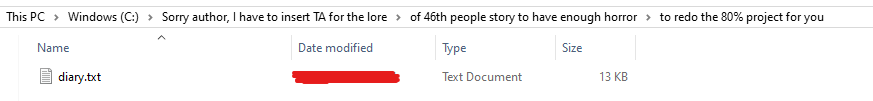 This PC > Windows (C:) > Sorry author, I have to insert TA for the lore > of 46th people story to have enough horror > to redo the 80% project for you
Name Date modified Type Size
diary.txt Text Document 13 KB